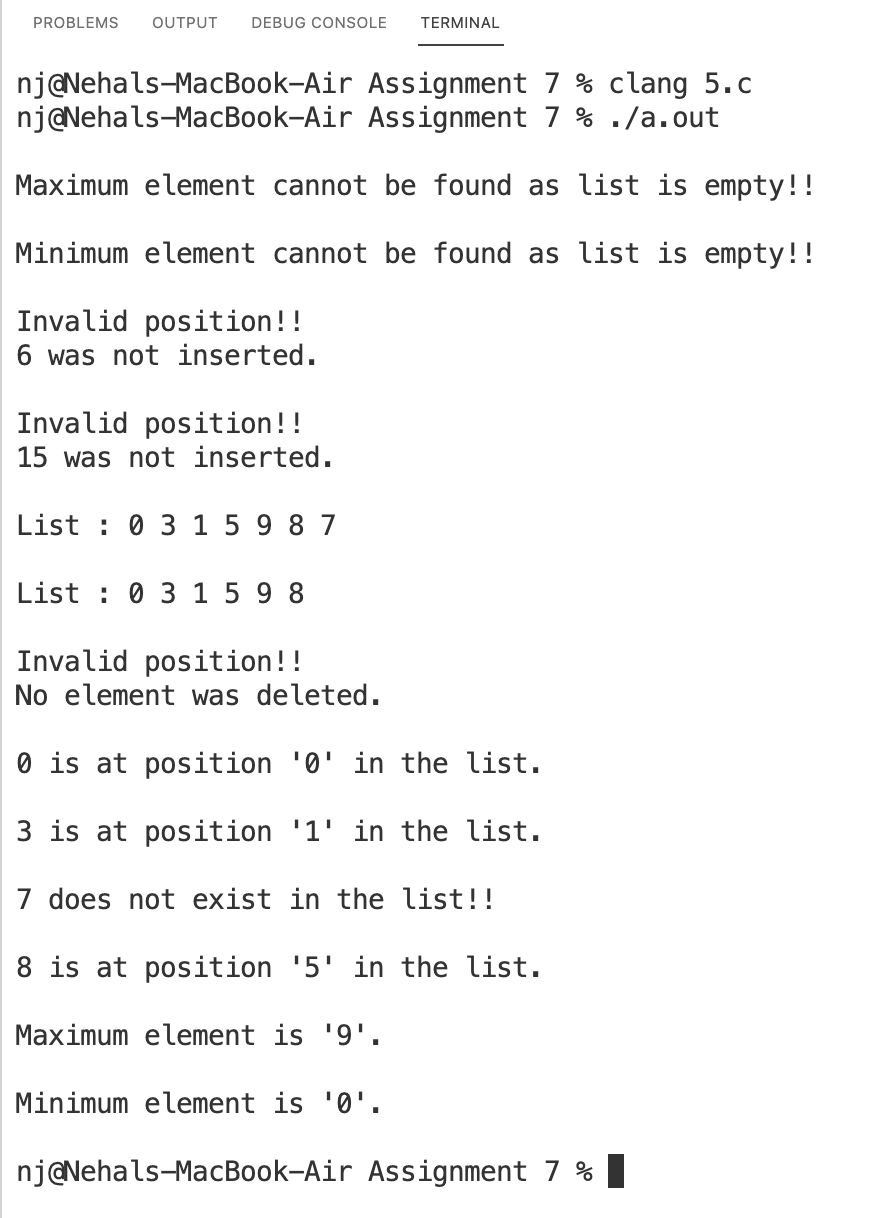 PROBLEMS OUTPUT DEBUG CONSOLE TERMINAL
nj@Nehals-MacBook-Air Assignment 7 % clang 5.c
nj@Nehals-MacBook-Air Assignment 7 % ./a.out
Maximum element cannot be found as list is empty!!
Minimum element cannot be found as list is empty!!
Invalid position!!
6 was not inserted.
Invalid position!!
15 was not inserted.
List : 0 3 1 5 9 8 7
List : 0 3 1 5 9 8
Invalid position!!
No element was deleted.
0 is at position '0' in the list.
3 is at position '1' in the list.
7 does not exist in the list!!
8 is at position '5' in the list.
Maximum element is '9'.
Minimum element is '0'.
nj@Nehals-MacBook-Air Assignment 7 %